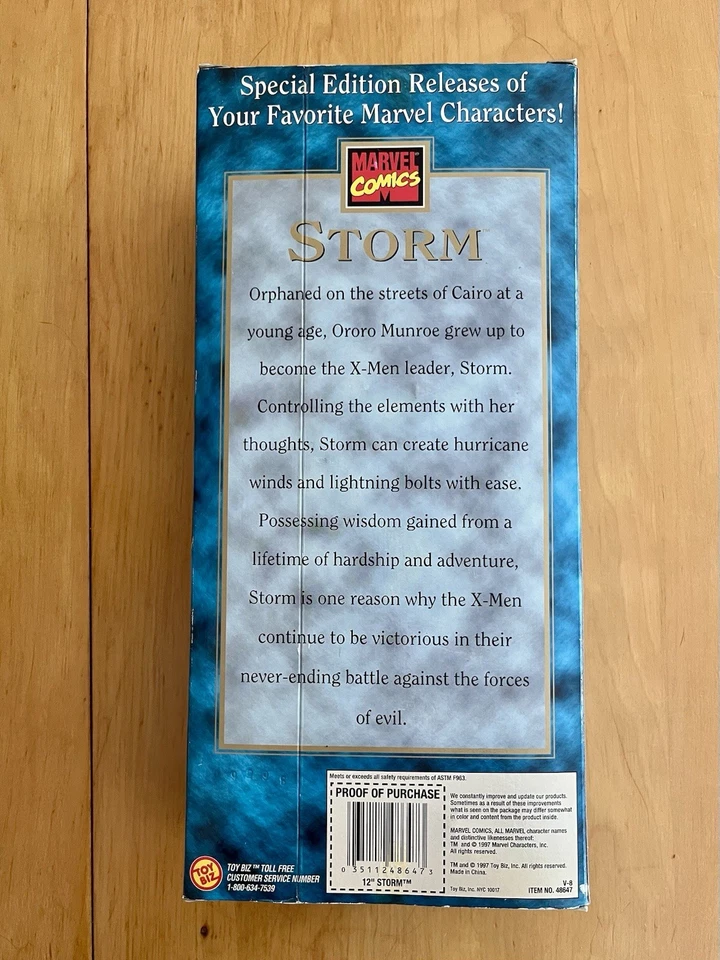 Special Edition Releases of
Your Favorite Marvel Characters!
MARVEL
COMICS
M
STORM
Orphaned on the streets of Cairo at a
young age, Ororo Munroe grew up to
become the X-Men leader, Storm.
Controlling the elements with her
thoughts, Storm can create hurricane
winds and lightning bolts with ease.
Possessing wisdom gained from a
lifetime of hardship and adventure,
Storm is one reason why the X-Men
continue to be victorious in their
never-ending battle against the forces
of evil.
Meets or exceeds all safety requirements of ASTM F963.
PROOF OF PURCHASE
0 35112 48647 3
12" STORM™
We constantly improve and update our products.
Sometimes as a result of these improvements
what is seen on the package may differ somewhat
in color and content from the product inside.
MARVEL COMICS, ALL MARVEL character names
and distinctive likenesses thereof:
TM and © 1997 Marvel Characters, Inc.
All rights reserved.
TM and © 1997 Toy Biz, Inc. All rights reserved.
Made in China.
V-8
Toy Biz, Inc. NYC 10017
ITEM NO. 48647
TOY
BIZ
TOY BIZ™ TOLL FREE
CUSTOMER SERVICE NUMBER
1-800-634-7539